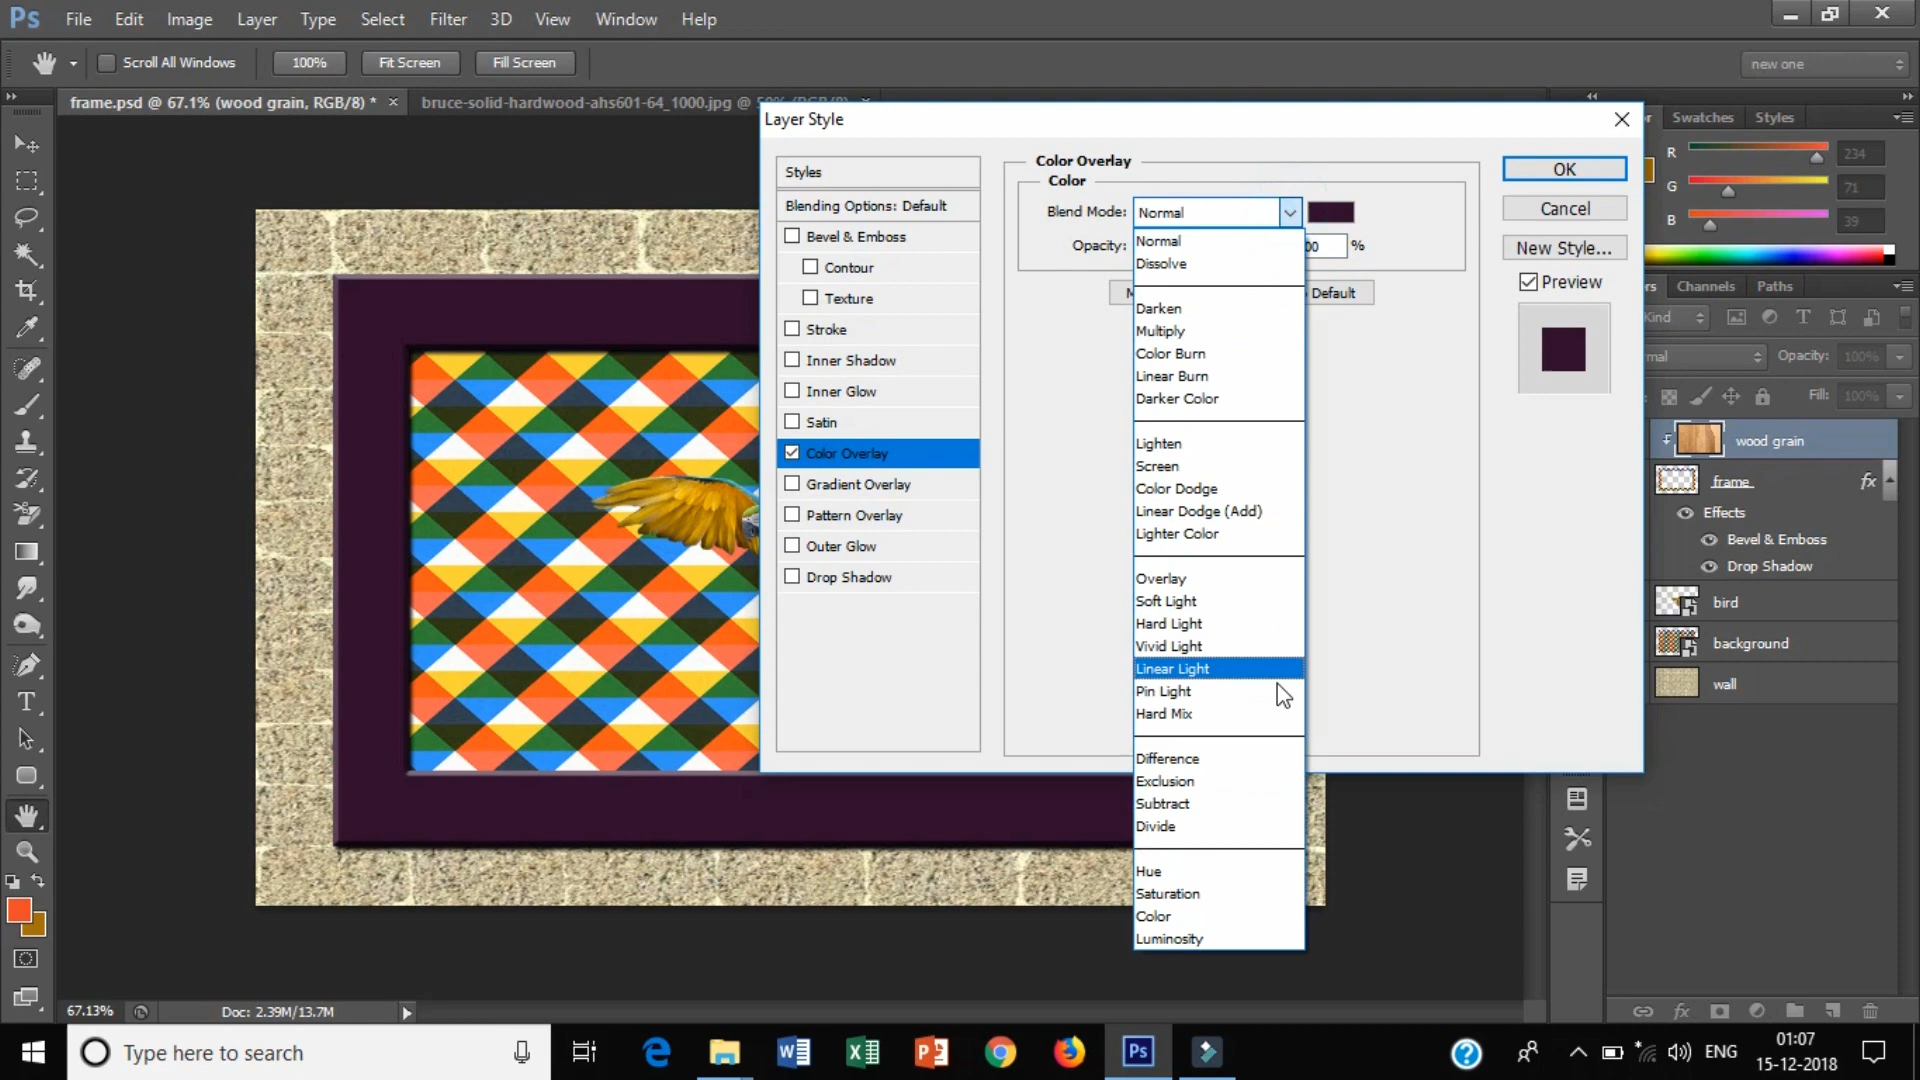 Ps File Edit Image Layer Type Select Filter 3D View Window Help
Scroll All Windows 100% Fit Screen Fill Screen new one
frame.psd @ 67.1% (wood grain, RGB/8) * × bruce-solid-hardwood-ahs601-64_1000.jpg @
Layer Style
Styles
Blending Options: Default
Bevel & Emboss
Contour
Texture
Stroke
Inner Shadow
Inner Glow
Satin
Color Overlay
Gradient Overlay
Pattern Overlay
Outer Glow
Drop Shadow
Color Overlay
Color
Blend Mode: Normal
Opacity: 00 %
Default
Normal
Dissolve
Darken
Multiply
Color Burn
Linear Burn
Darker Color
Lighten
Screen
Color Dodge
Linear Dodge (Add)
Lighter Color
Overlay
Soft Light
Hard Light
Vivid Light
Linear Light
Pin Light
Hard Mix
Difference
Exclusion
Subtract
Divide
Hue
Saturation
Color
Luminosity
OK
Cancel
New Style...
Preview
Swatches Styles
R 234
G 71
B 39
Channels Paths
Kind
Opacity: 100%
Fill: 100%
wood grain
frame fx
Effects
Bevel & Emboss
Drop Shadow
bird
background
wall
67.13% Doc: 2.39M/13.7M
Type here to search
ENG
01:07
15-12-2018